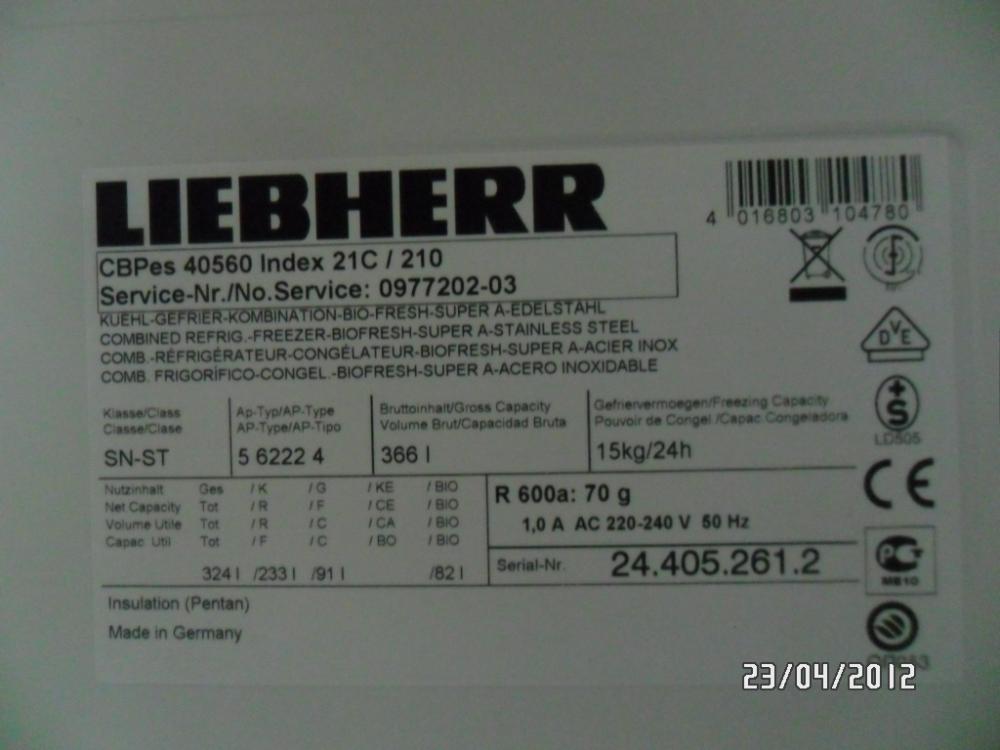 LIEBHERR
4 016803 104780
CBPes 40560 Index 21C / 210
Service-Nr./No.Service: 0977202-03
KUEHL-GEFRIER-KOMBINATION-BIO-FRESH-SUPER A-EDELSTAHL
COMBINED REFRIG.-FREEZER-BIOFRESH-SUPER A-STAINLESS STEEL
COMB.-RÉFRIGÉRATEUR-CONGÉLATEUR-BIOFRESH-SUPER A-ACIER INOX
COMB. FRIGORÍFICO-CONGEL.-BIOFRESH-SUPER A-ACERO INOXIDABLE
DVE
S
LD505
CE
Klasse/Class
Classe/Clase
SN-ST
Ap-Typ/AP-Type
AP-Type/AP-Tipo
5 6222 4
Bruttoinhalt/Gross Capacity
Volume Brut/Capacidad Bruta
366 l
Gefriervermoegen/Freezing Capacity
Pouvoir de Congel./Capac.Congeladora
15kg/24h
Nutzinhalt Ges / K / G / KE / BIO
Net Capacity Tot / R / F / CE / BIO
Volume Utile Tot / R / C / CA / BIO
Capac. Util Tot / F / C / BO / BIO
324 l /233 l /91 l /82 l
R 600a: 70 g
1,0 A AC 220-240 V 50 Hz
Serial-Nr. 24.405.261.2
ME10
Insulation (Pentan)
Made in Germany
23/04/2012